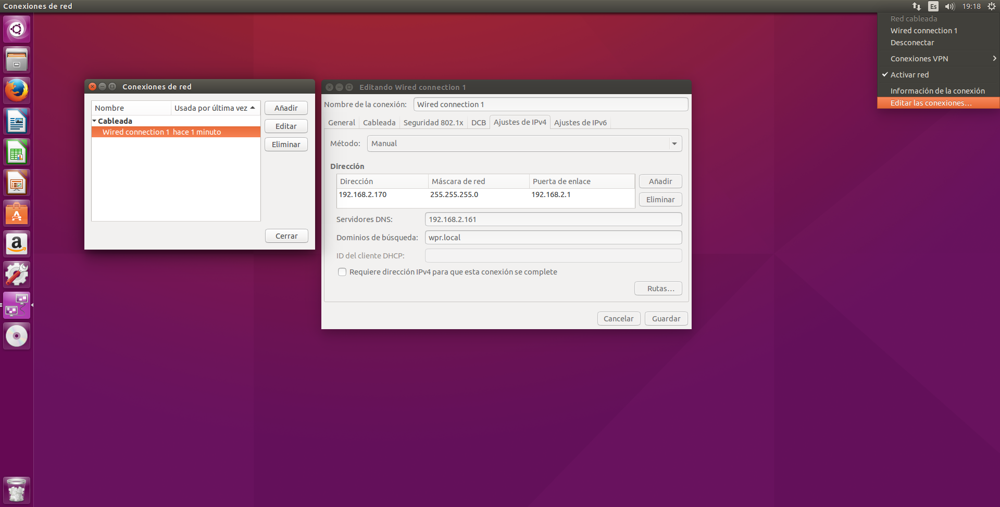 Conexiones de red
Es
19:18
Red cableada
Wired connection 1
Desconectar
Conexiones VPN
Activar red
Información de la conexión
Editar las conexiones...
Conexiones de red
Nombre Usada por última vez
Cableada
Wired connection 1 hace 1 minuto
Añadir
Editar
Eliminar
Cerrar
Editando Wired connection 1
Nombre de la conexión: Wired connection 1
General Cableada Seguridad 802.1x DCB Ajustes de IPv4 Ajustes de IPv6
Método: Manual
Dirección
Dirección Máscara de red Puerta de enlace
192.168.2.170 255.255.255.0 192.168.2.1
Añadir
Eliminar
Servidores DNS: 192.168.2.161
Dominios de búsqueda: wpr.local
ID del cliente DHCP:
Requiere dirección IPv4 para que esta conexión se complete
Rutas...
Cancelar Guardar
A
a